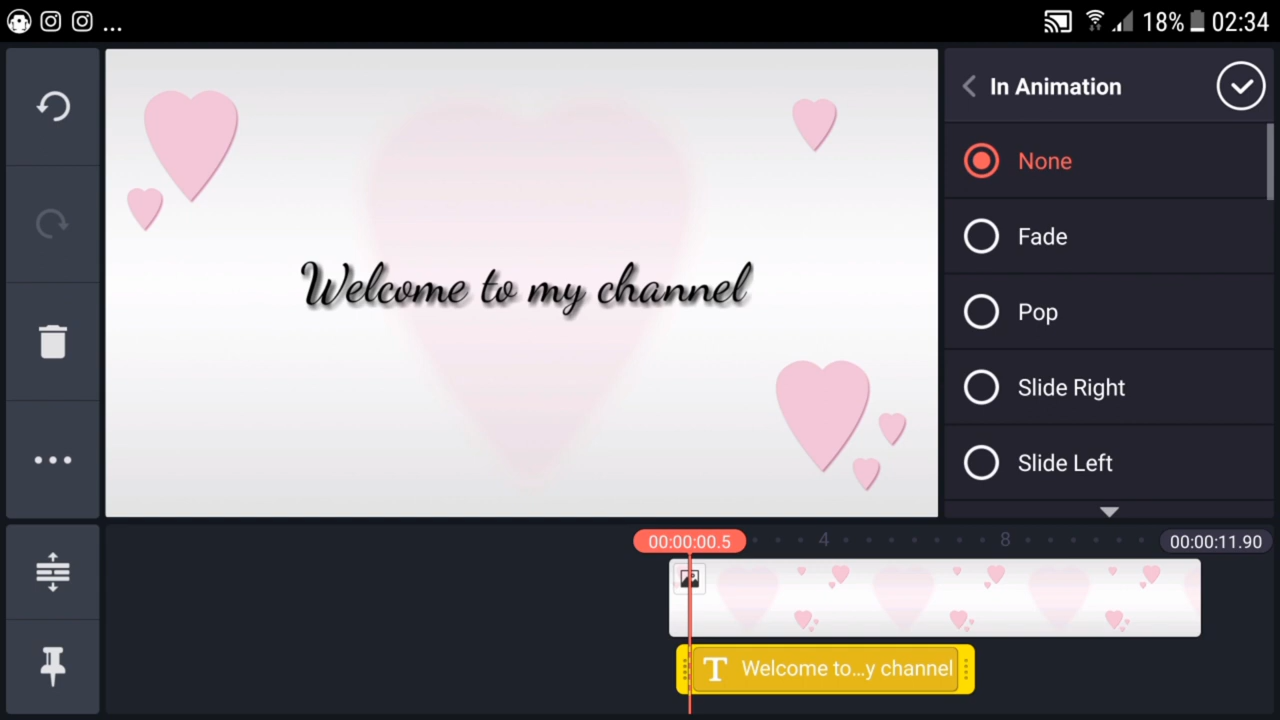 ... 18% 02:34
In Animation
None
Fade
Pop
Slide Right
Slide Left
Welcome to my channel
00:00:00.5 4 8 00:00:11.90
T Welcome to...y channel